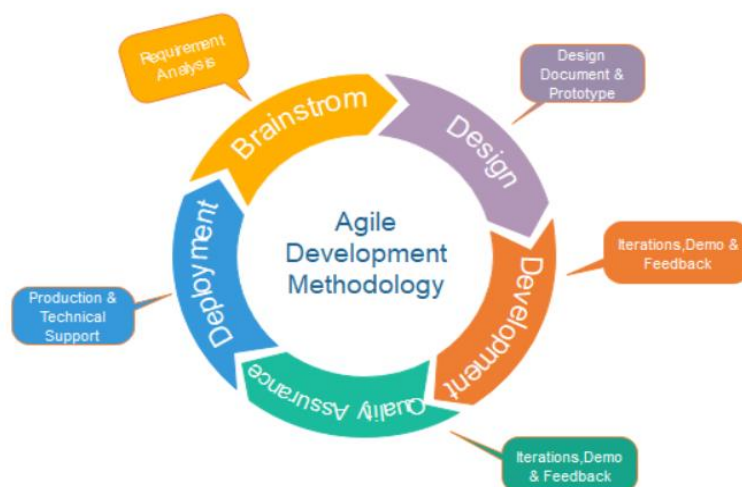 Requirement
Analysis
Brainstrom
Design
Document &
Prototype
Design
Agile
Development
Methodology
Iterations,Demo &
Feedback
Development
Production &
Technical
Support
Deployment
Quality Assurance
Iterations,Demo
& Feedback